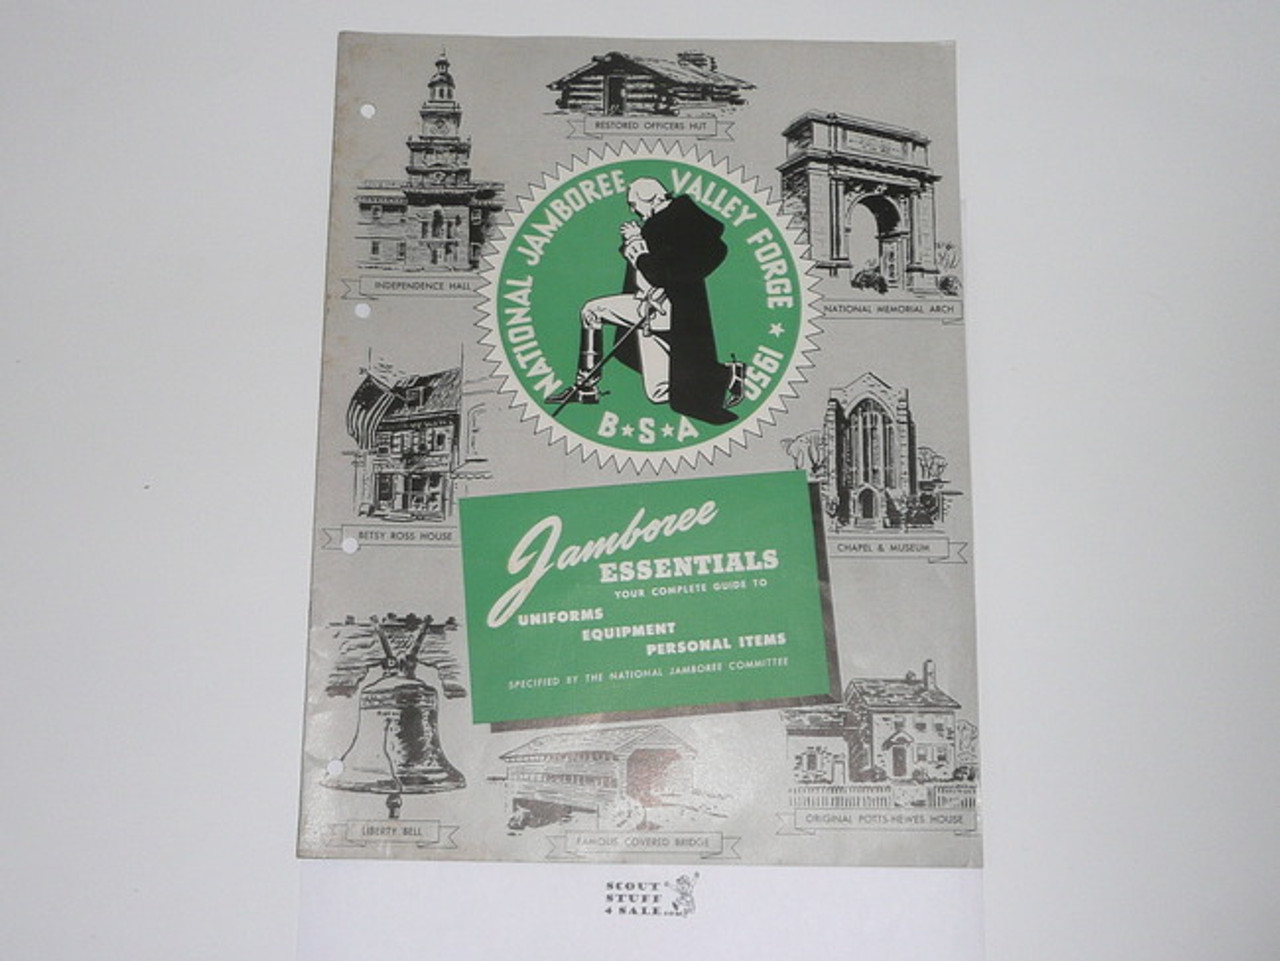 RESTORED OFFICERS HUT
INDEPENDENCE HALL
NATIONAL MEMORIAL ARCH
NATIONAL JAMBOREE VALLEY FORGE ★ 1950
B★S★A
BETSY ROSS HOUSE
CHAPEL & MUSEUM
Jamboree
ESSENTIALS
YOUR COMPLETE GUIDE TO
UNIFORMS
EQUIPMENT
PERSONAL ITEMS
SPECIFIED BY THE NATIONAL JAMBOREE COMMITTEE
LIBERTY BELL
FAMOUS COVERED BRIDGE
ORIGINAL POTTS-HEWES HOUSE
SCOUT
STUFF
4 SALE.com